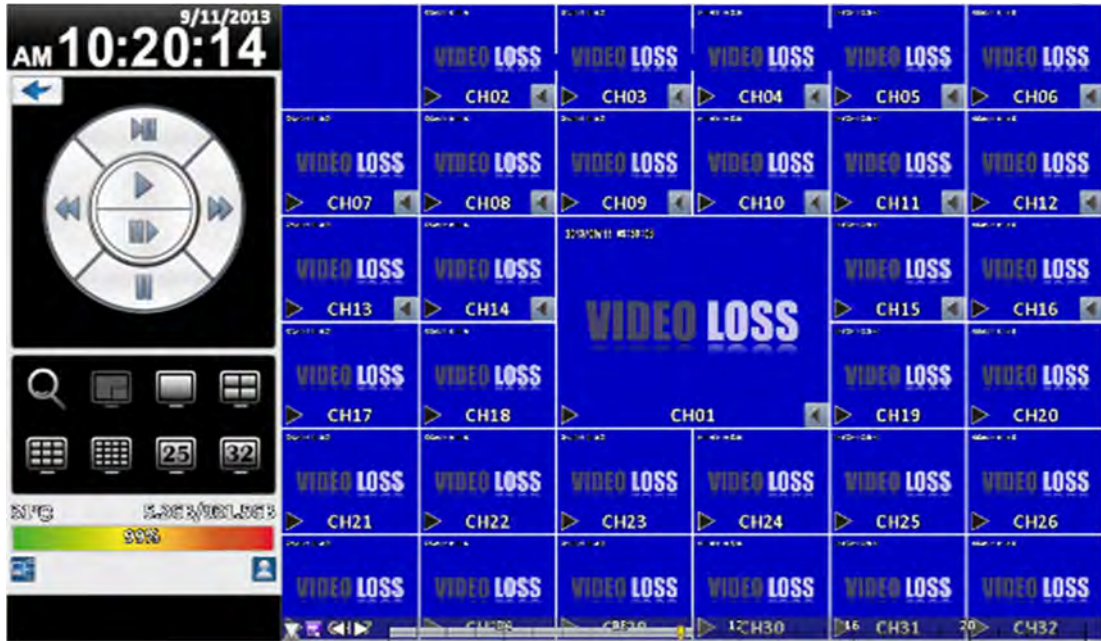 9/11/2013
AM 10:20:14
25 32
99%
VIDEO LOSS VIDEO LOSS VIDEO LOSS VIDEO LOSS VIDEO LOSS
CH02 CH03 CH04 CH05 CH06
VIDEO LOSS VIDEO LOSS VIDEO LOSS VIDEO LOSS VIDEO LOSS VIDEO LOSS
CH07 CH08 CH09 CH10 CH11 CH12
VIDEO LOSS VIDEO LOSS VIDEO LOSS VIDEO LOSS
CH13 CH14 CH15 CH16
VIDEO LOSS
VIDEO LOSS VIDEO LOSS VIDEO LOSS VIDEO LOSS
CH17 CH18 CH01 CH19 CH20
VIDEO LOSS VIDEO LOSS VIDEO LOSS VIDEO LOSS VIDEO LOSS VIDEO LOSS
CH21 CH22 CH23 CH24 CH25 CH26
VIDEO LOSS VIDEO LOSS VIDEO LOSS VIDEO LOSS VIDEO LOSS VIDEO LOSS
12 CH30 16 CH31 20 CH32